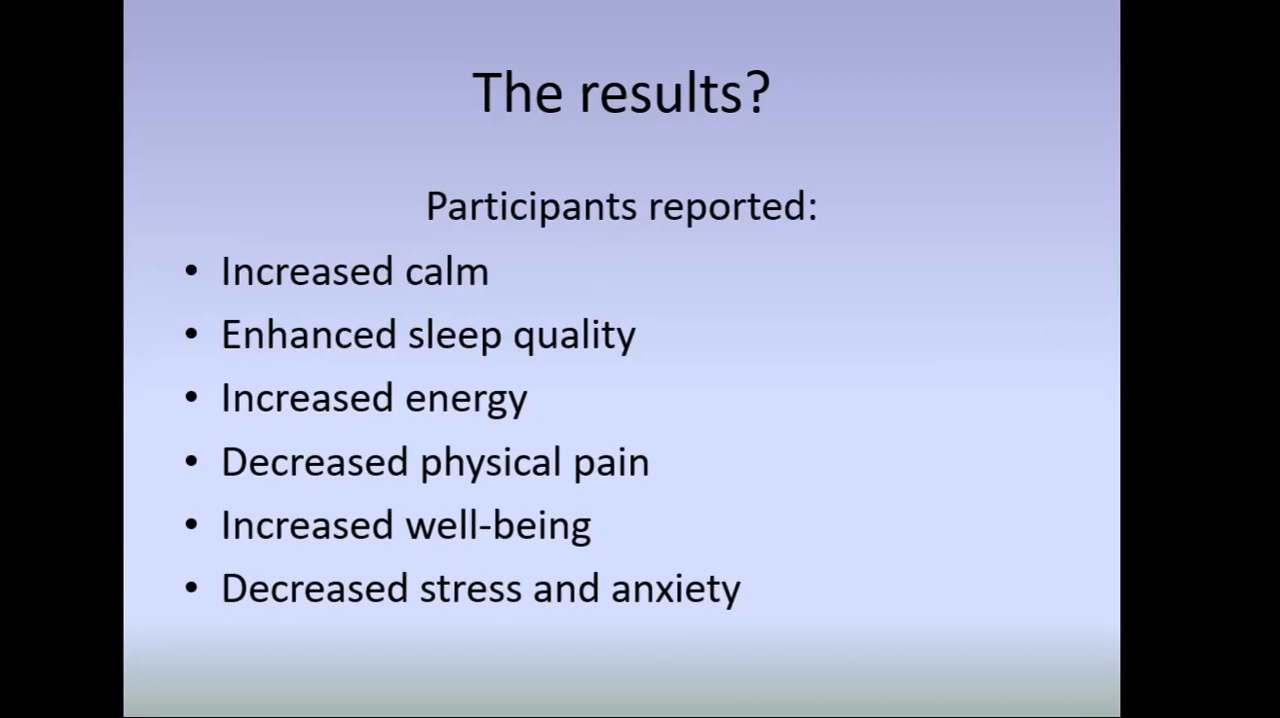 The results?
Participants reported:
• Increased calm
• Enhanced sleep quality
• Increased energy
• Decreased physical pain
• Increased well-being
• Decreased stress and anxiety